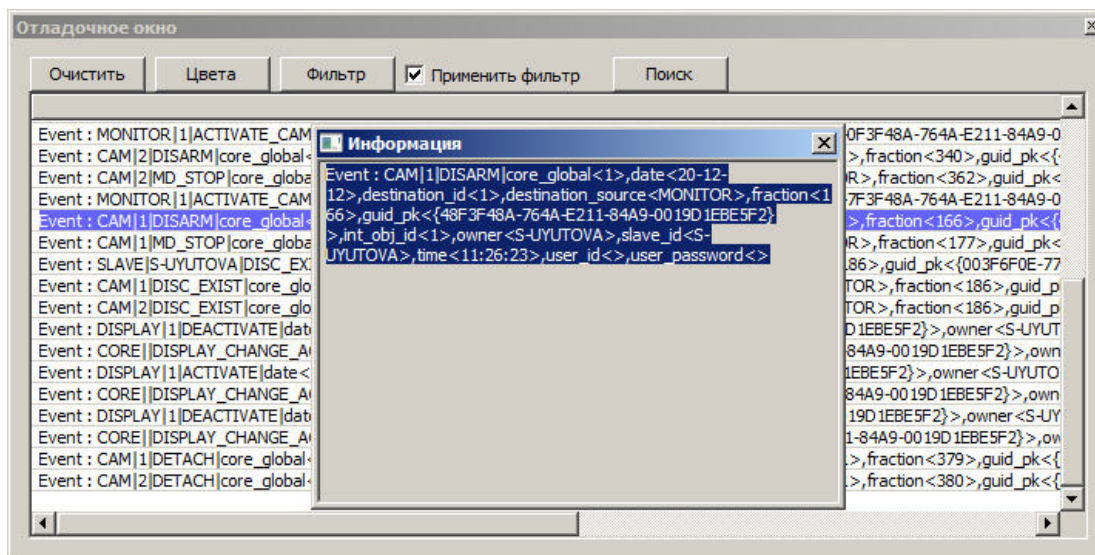 Отладочное окно
Очистить Цвета Фильтр Применить фильтр Поиск
Event : MONITOR|1|ACTIVATE_CAM 0F3F48A-764A-E211-84A9-0
Event : CAM|2|DISARM|core_global< >,fraction<340>,guid_pk<{
Event : CAM|2|MD_STOP|core_globa R>,fraction<362>,guid_pk<
Event : MONITOR|1|ACTIVATE_CAM 7F3F48A-764A-E211-84A9-0
Event : CAM|1|DISARM|core_global< >,fraction<166>,guid_pk<{
Event : CAM|1|MD_STOP|core_globa R>,fraction<177>,guid_pk<
Event : SLAVE|S-UYUTOVA|DISC_EX 86>,guid_pk<{003F6F0E-77
Event : CAM|1|DISC_EXIST|core_glo TOR>,fraction<186>,guid_p
Event : CAM|2|DISC_EXIST|core_glo TOR>,fraction<186>,guid_p
Event : DISPLAY|1|DEACTIVATE|dat D1EBE5F2}>,owner<S-UYUT
Event : CORE||DISPLAY_CHANGE_A 84A9-0019D1EBE5F2}>,own
Event : DISPLAY|1|ACTIVATE|date< 1EBE5F2}>,owner<S-UYUTO
Event : CORE||DISPLAY_CHANGE_A 84A9-0019D1EBE5F2}>,own
Event : DISPLAY|1|DEACTIVATE|dat 19D1EBE5F2}>,owner<S-UY
Event : CORE||DISPLAY_CHANGE_A 1-84A9-0019D1EBE5F2}>,ow
Event : CAM|1|DETACH|core_global< >,fraction<379>,guid_pk<{
Event : CAM|2|DETACH|core_global< >,fraction<380>,guid_pk<{
Информация
Event : CAM|1|DISARM|core_global<1>,date<20-12-
12>,destination_id<1>,destination_source<MONITOR>,fraction<1
66>,guid_pk<{48F3F48A-764A-E211-84A9-0019D1EBE5F2}
>,int_obj_id<1>,owner<S-UYUTOVA>,slave_id<S-
UYUTOVA>,time<11:26:23>,user_id<>,user_password<>